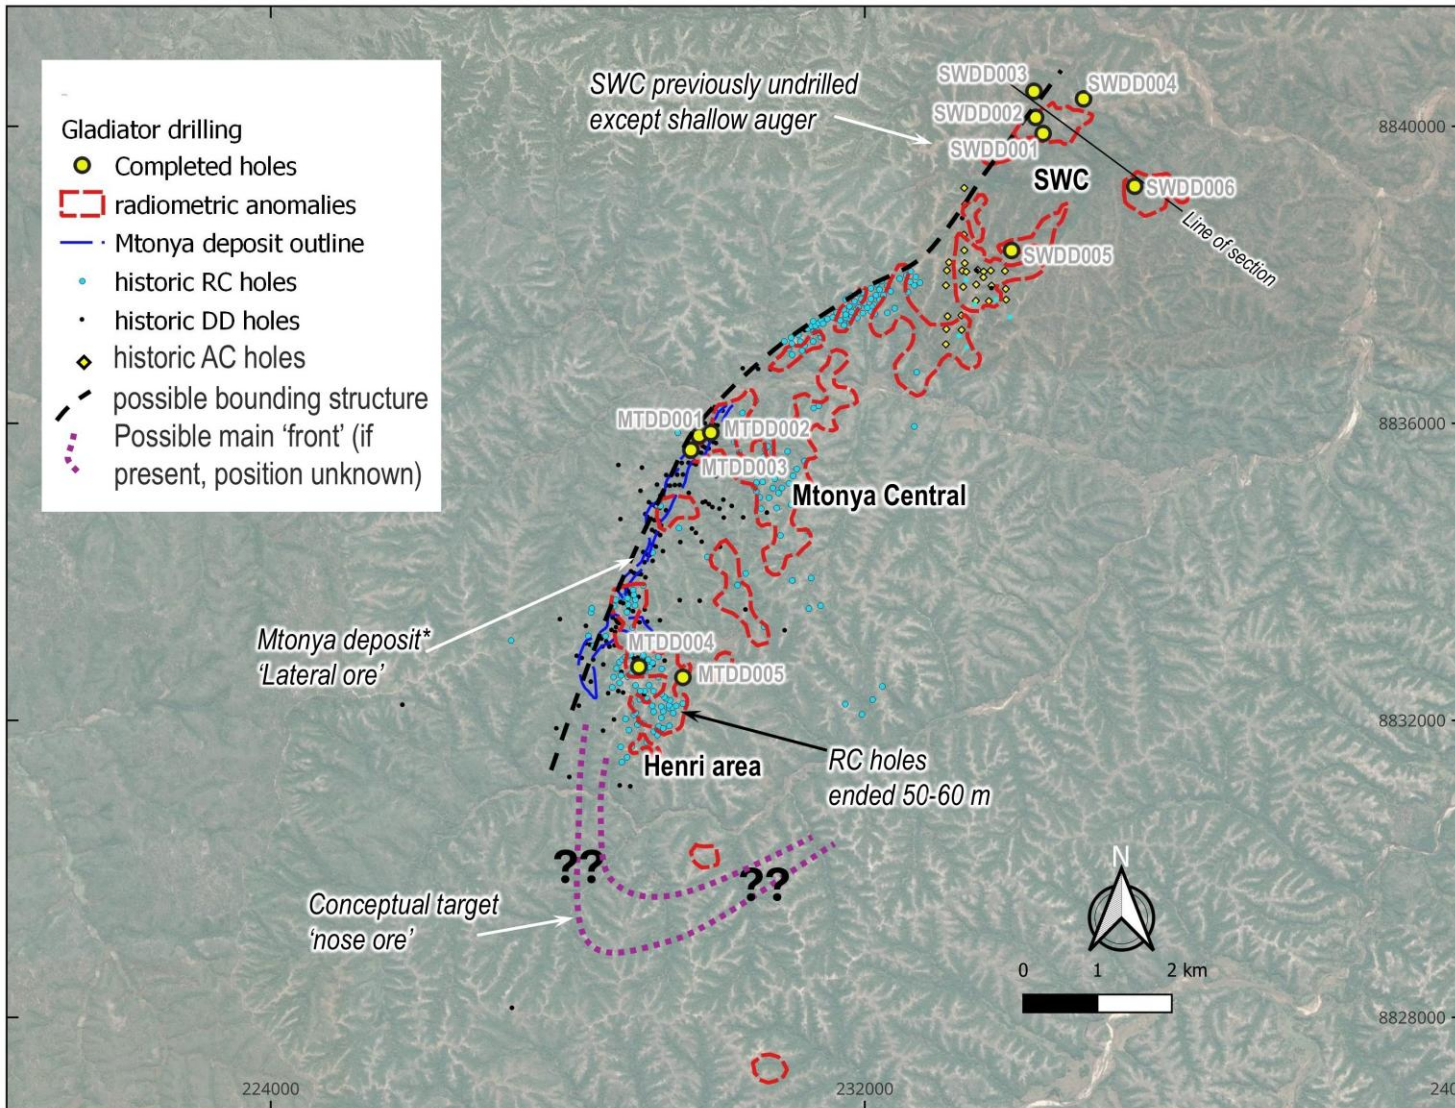 Gladiator drilling
Completed holes
radiometric anomalies
Mtonya deposit outline
historic RC holes
historic DD holes
historic AC holes
possible bounding structure
Possible main ‘front’ (if
present, position unknown)
SWC previously undrilled
except shallow auger
SWDD003
SWDD004
SWDD002
SWDD001
SWC
SWDD006
Line of section
SWDD005
8840000
MTDD001
MTDD002
MTDD003
8836000
Mtonya Central
Mtonya deposit*
‘Lateral ore’
MTDD004
MTDD005
8832000
Henri area
RC holes
ended 50-60 m
??
??
Conceptual target
‘nose ore’
N
0 1 2 km
8828000
224000
232000
240